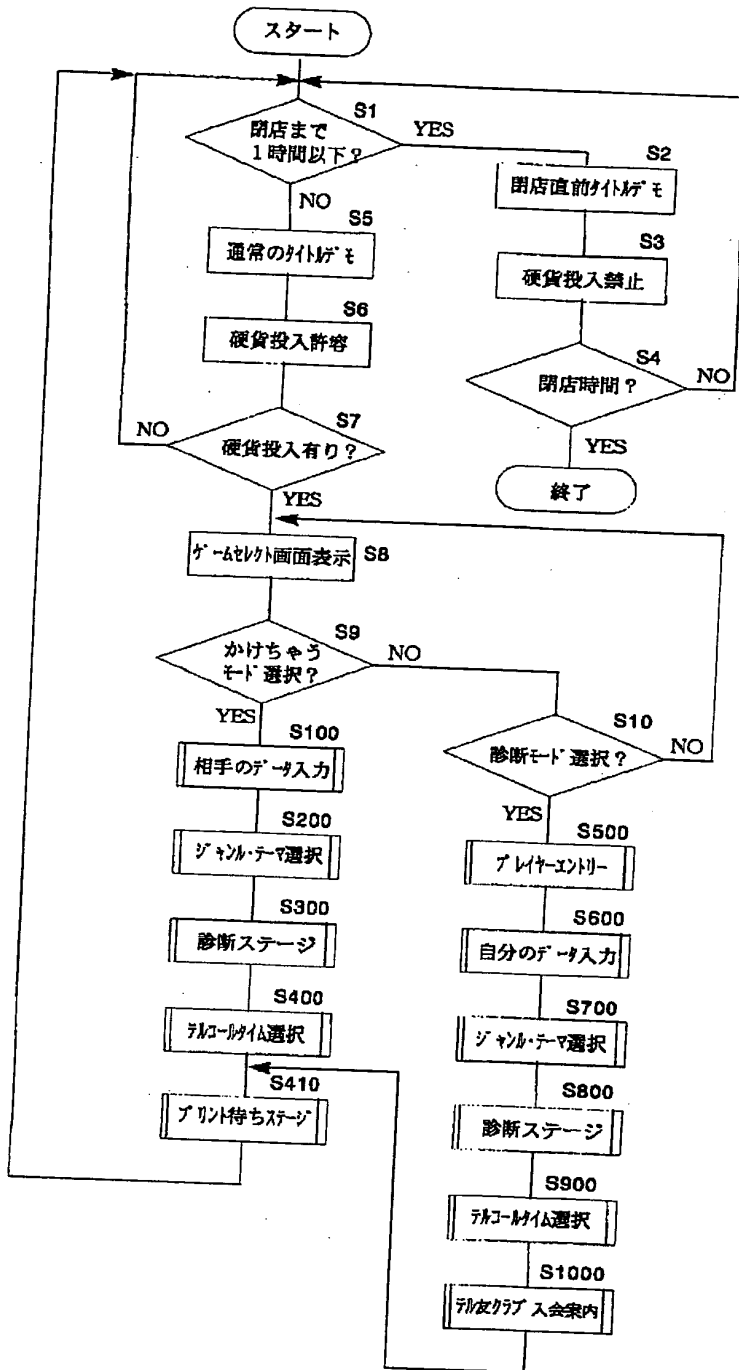 スタート
S1
閉店まで
1時間以下？
YES
NO
S2
閉店直前タイトルデモ
S3
硬貨投入禁止
S4
閉店時間？
NO
YES
終了
S5
通常のタイトルデモ
S6
硬貨投入許容
S7
硬貨投入有り？
NO
YES
ゲームセレクト画面表示
S8
S9
かけちゃう
モード選択？
NO
YES
S10
診断モード選択？
NO
YES
S100
相手のデータ入力
S200
ジャンル・テーマ選択
S300
診断ステージ
S400
テルコールタイム選択
S410
プリント待ちステージ
S500
プレイヤーエントリー
S600
自分のデータ入力
S700
ジャンル・テーマ選択
S800
診断ステージ
S900
テルコールタイム選択
S1000
テル友クラブ入会案内